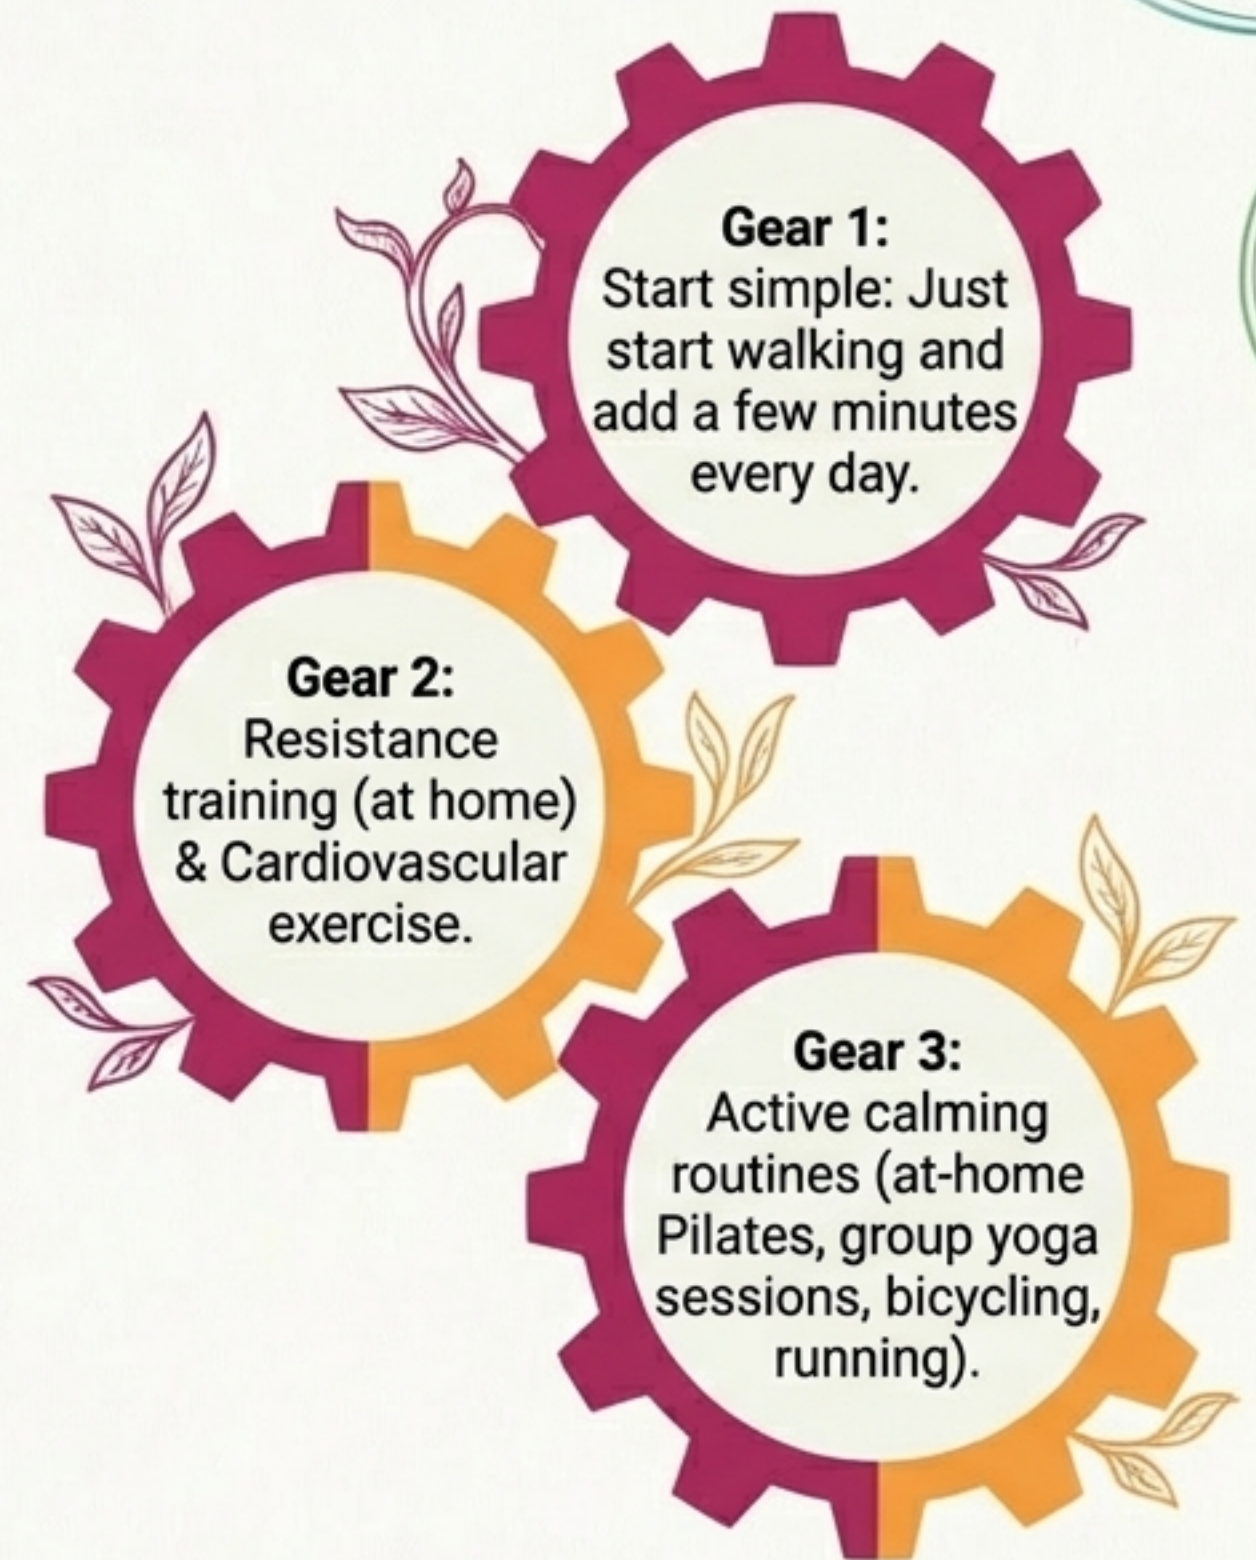 Gear 1:
Start simple: Just
start walking and
add a few minutes
every day.
Gear 2:
Resistance
training (at home)
& Cardiovascular
exercise.
Gear 3:
Active calming
routines (at-home
Pilates, group yoga
sessions, bicycling,
running).